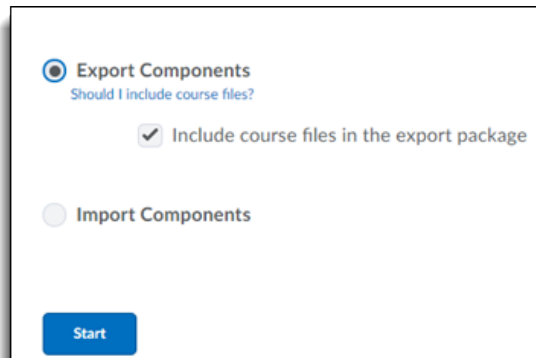 Export Components
Should I include course files?
Include course files in the export package
Import Components
Start